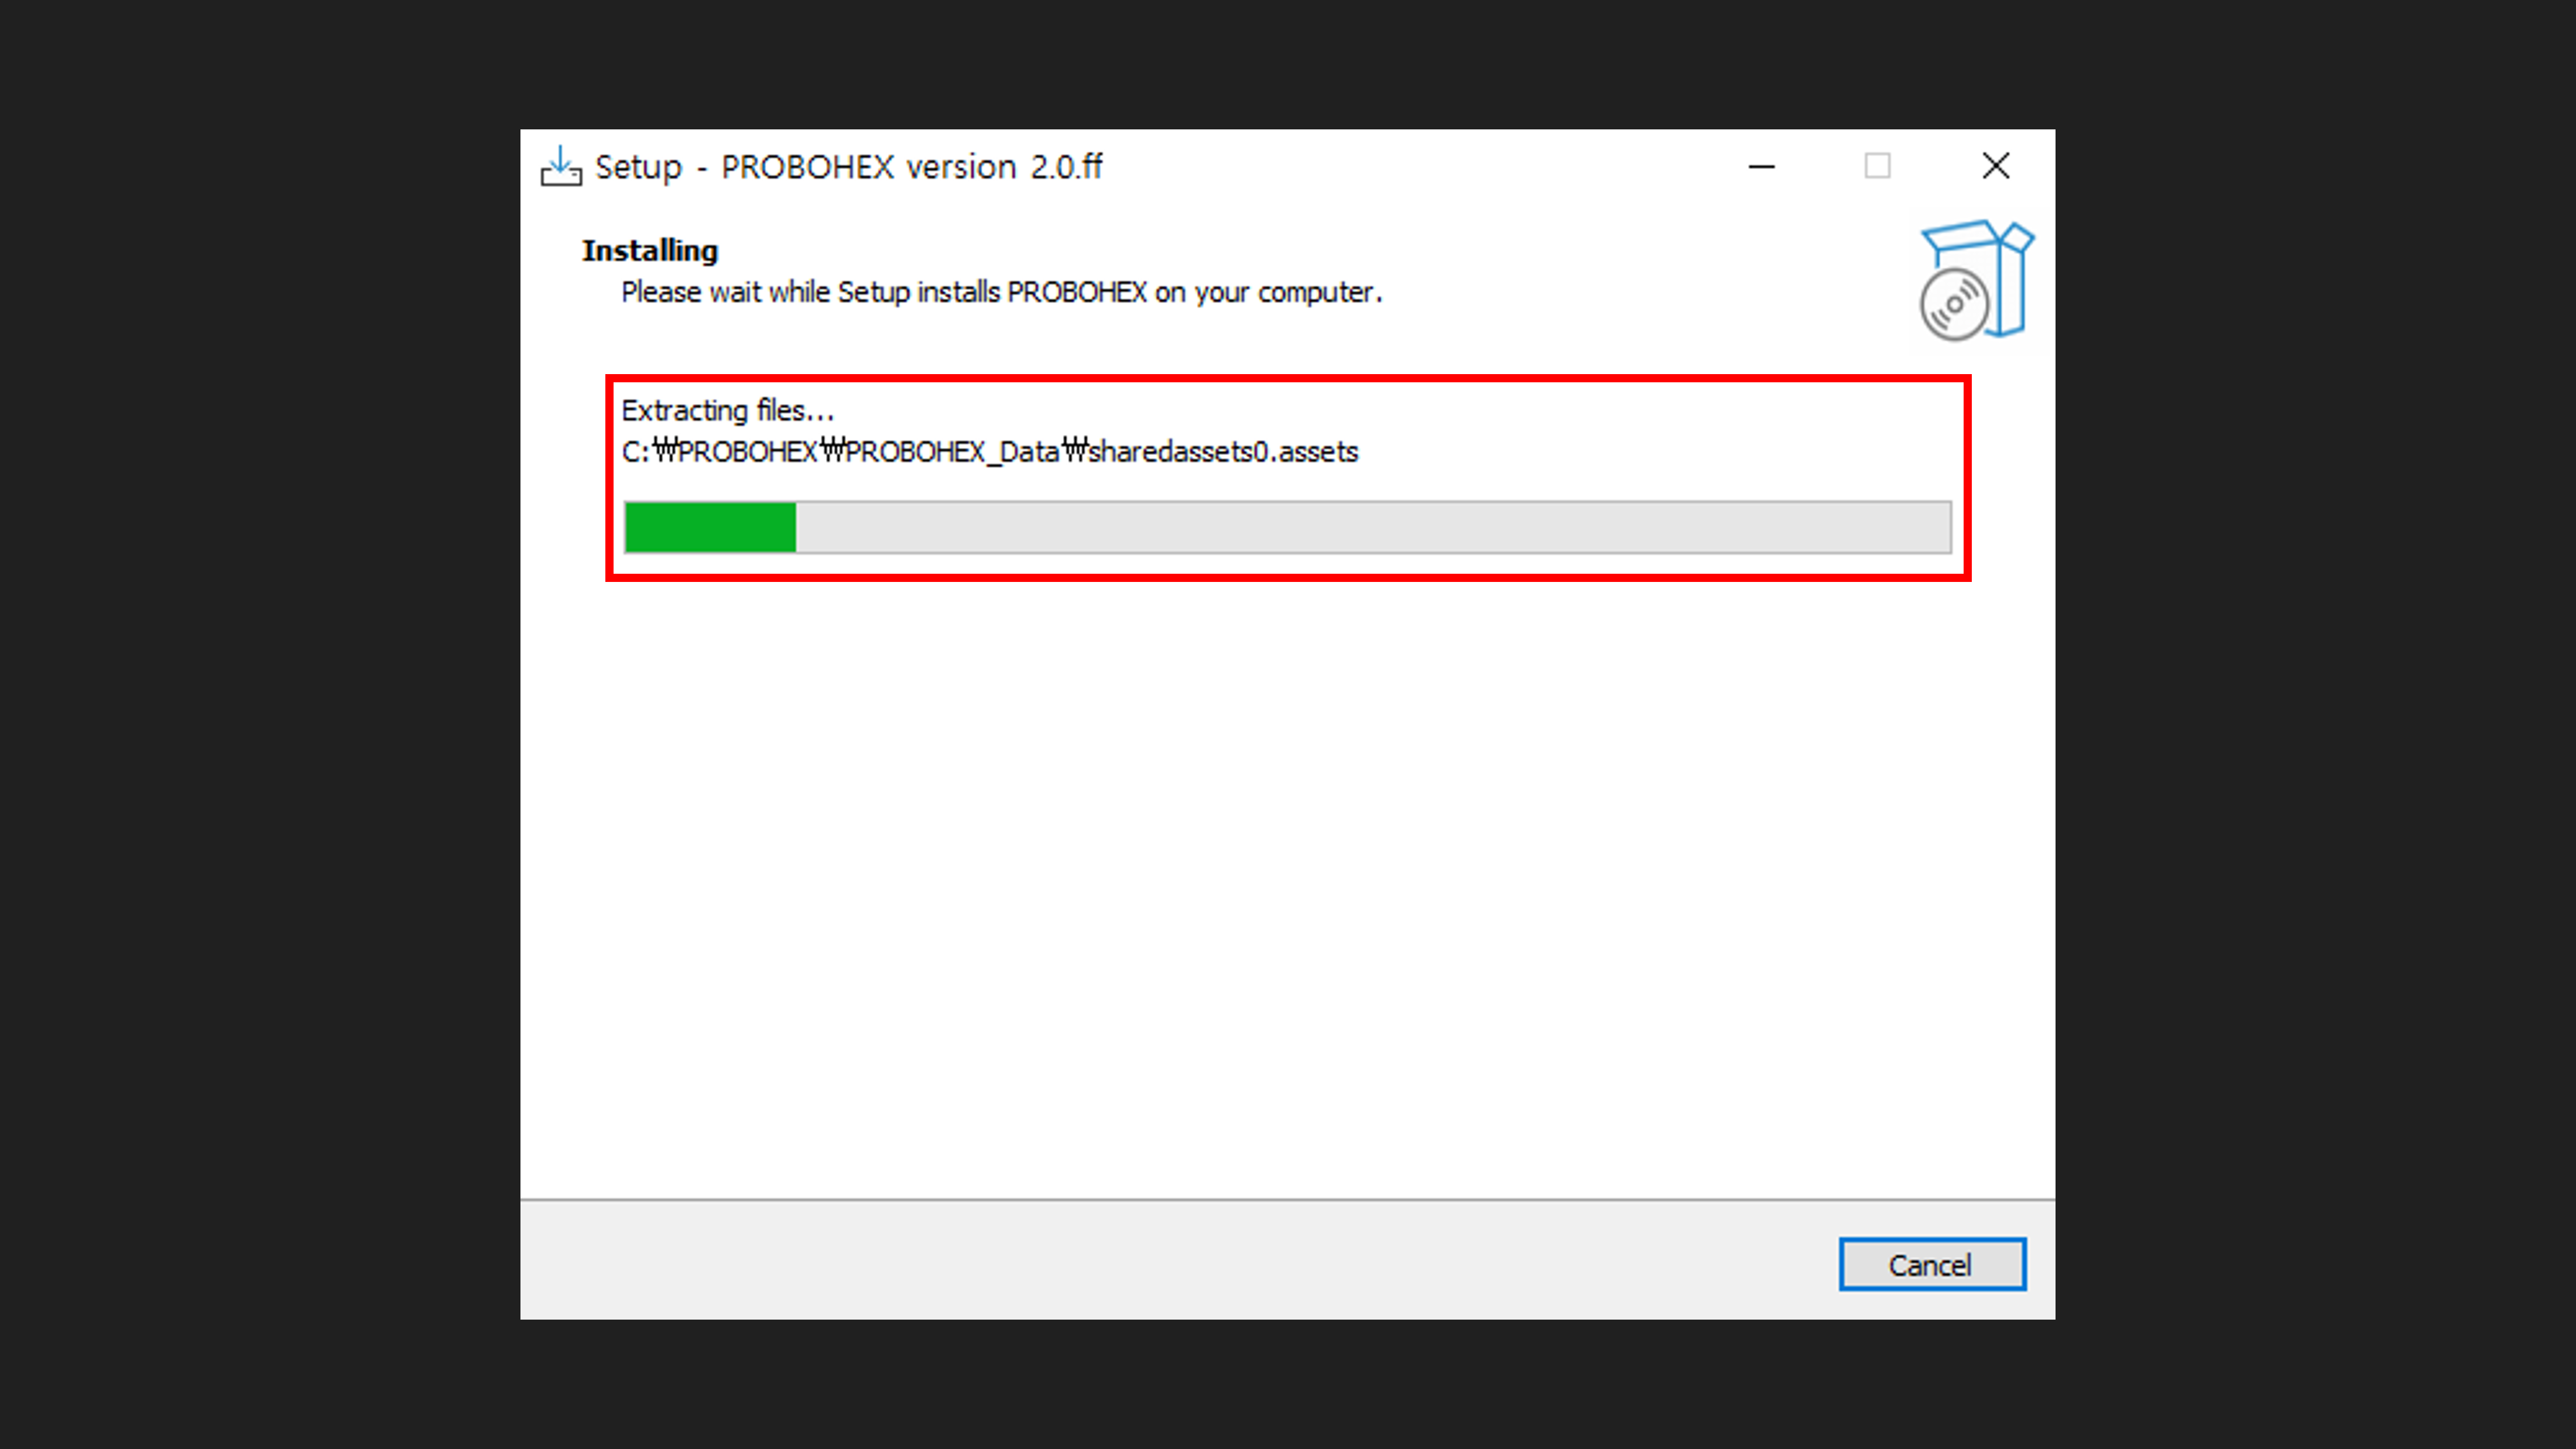 Setup - PROBOHEX version 2.0.ff
Installing
Please wait while Setup installs PROBOHEX on your computer.
Extracting files...
C:₩PROBOHEX₩PROBOHEX_Data₩sharedassets0.assets
Cancel